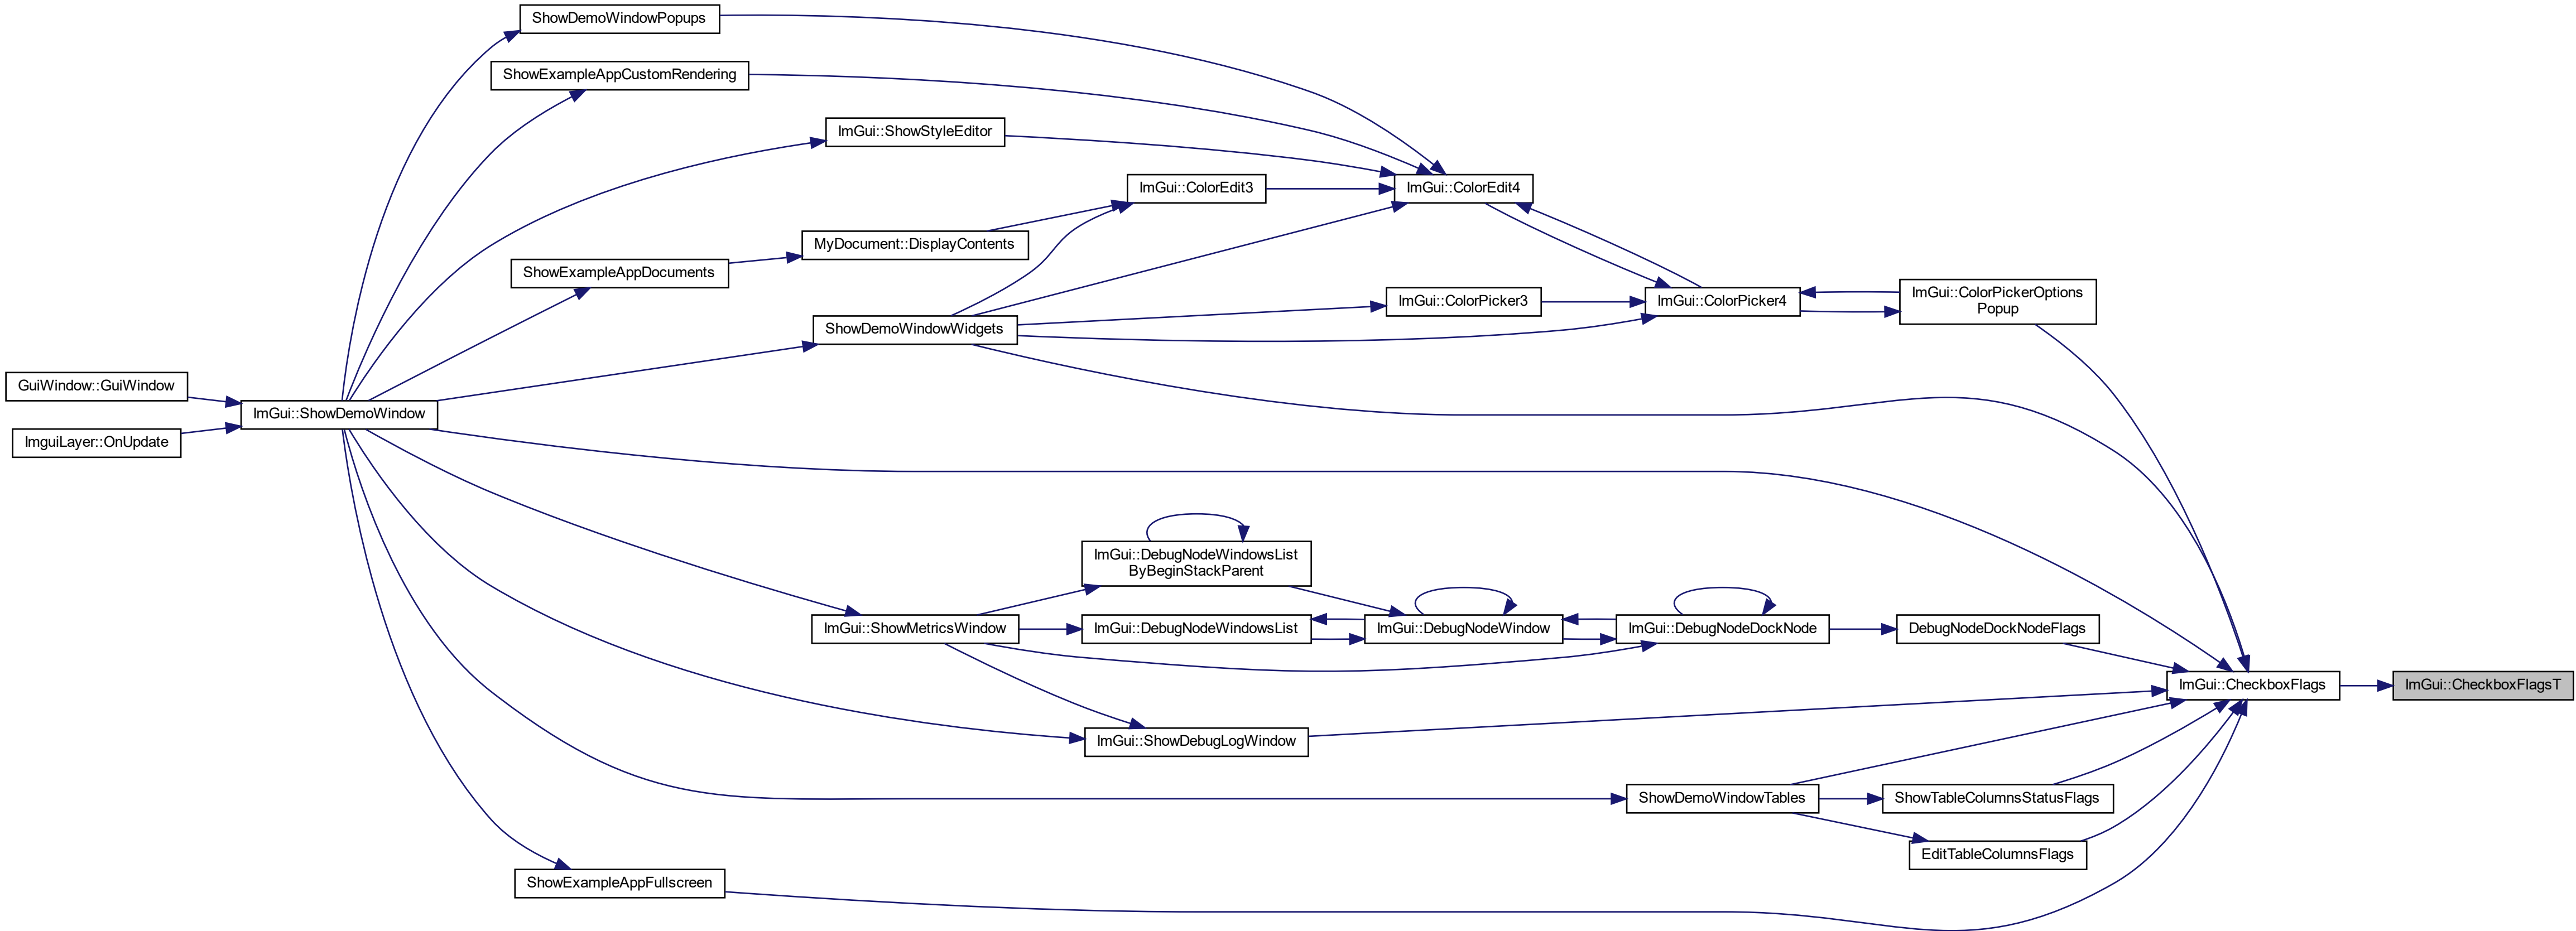 ShowDemoWindowPopups
ShowExampleAppCustomRendering
ImGui::ShowStyleEditor
ImGui::ColorEdit3
ImGui::ColorEdit4
MyDocument::DisplayContents
ShowExampleAppDocuments
ImGui::ColorPicker3
ImGui::ColorPicker4
ImGui::ColorPickerOptions
Popup
ShowDemoWindowWidgets
GuiWindow::GuiWindow
ImGui::ShowDemoWindow
ImguiLayer::OnUpdate
ImGui::DebugNodeWindowsList
ByBeginStackParent
ImGui::ShowMetricsWindow
ImGui::DebugNodeWindowsList
ImGui::DebugNodeWindow
ImGui::DebugNodeDockNode
DebugNodeDockNodeFlags
ImGui::CheckboxFlags
ImGui::CheckboxFlagsT
ImGui::ShowDebugLogWindow
ShowDemoWindowTables
ShowTableColumnsStatusFlags
EditTableColumnsFlags
ShowExampleAppFullscreen